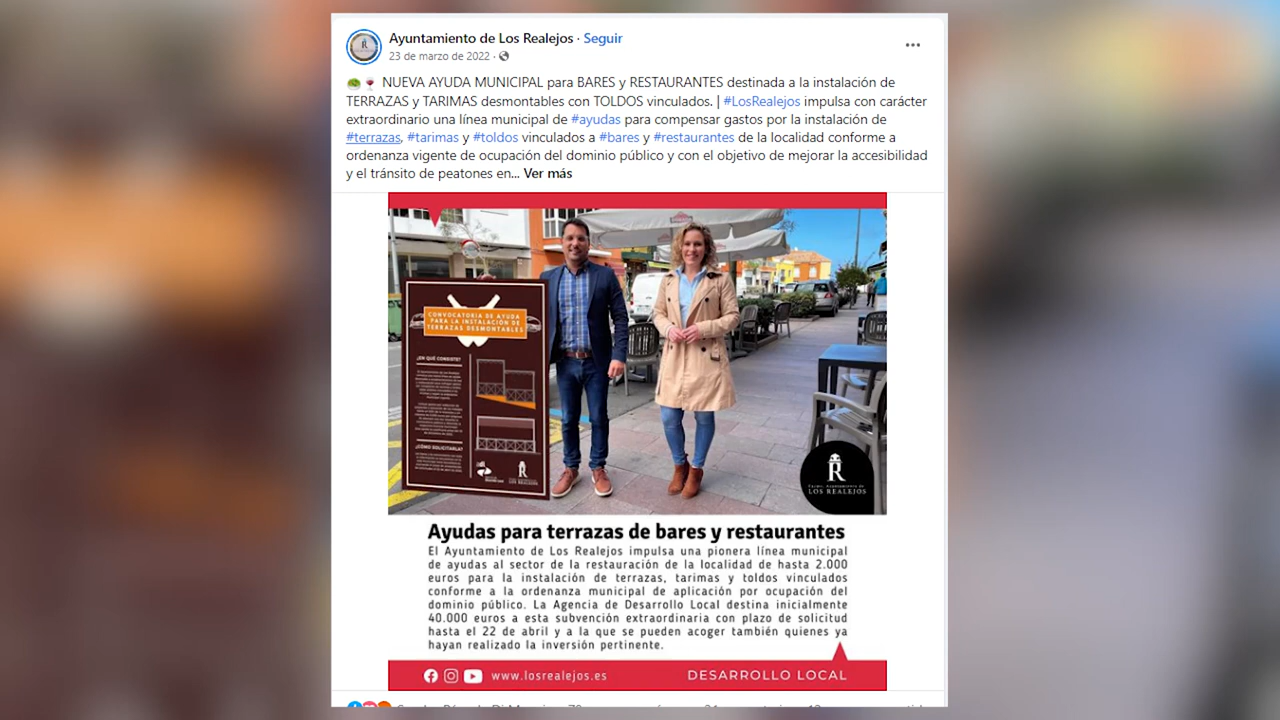 Ayuntamiento de Los Realejos · Seguir
23 de marzo de 2022 ·
NUEVA AYUDA MUNICIPAL para BARES y RESTAURANTES destinada a la instalación de
TERRAZAS y TARIMAS desmontables con TOLDOS vinculados. | #LosRealejos impulsa con carácter
extraordinario una línea municipal de #ayudas para compensar gastos por la instalación de
#terrazas, #tarimas y #toldos vinculados a #bares y #restaurantes de la localidad conforme a
ordenanza vigente de ocupación del dominio público y con el objetivo de mejorar la accesibilidad
y el tránsito de peatones en... Ver más
CONVOCATORIA DE AYUDA
PARA LA INSTALACIÓN DE
TERRAZAS DESMONTABLES
¿EN QUÉ CONSISTE?
¿CÓMO SOLICITARLA?
LOS REALEJOS
LOS REALEJOS
Ayudas para terrazas de bares y restaurantes
El Ayuntamiento de Los Realejos impulsa una pionera línea municipal
de ayudas al sector de la restauración de la localidad de hasta 2.000
euros para la instalación de terrazas, tarimas y toldos vinculados
conforme a la ordenanza municipal de aplicación por ocupación del
dominio público. La Agencia de Desarrollo Local destina inicialmente
40.000 euros a esta subvención extraordinaria con plazo de solicitud
hasta el 22 de abril y a la que se pueden acoger también quienes ya
hayan realizado la inversión pertinente.
www.losrealejos.es
DESARROLLO LOCAL